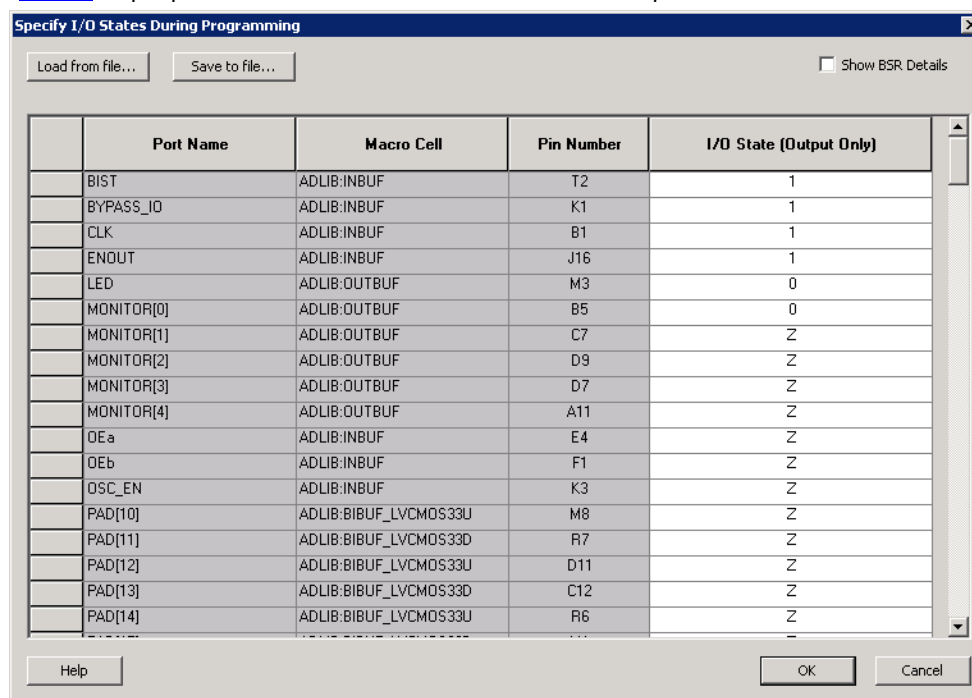 Specify I/O States During Programming
Load from file... Save to file... Show BSR Details
Port Name Macro Cell Pin Number I/O State (Output Only)
BIST ADLIB:INBUF T2 1
BYPASS_IO ADLIB:INBUF K1 1
CLK ADLIB:INBUF B1 1
ENOUT ADLIB:INBUF J16 1
LED ADLIB:OUTBUF M3 0
MONITOR[0] ADLIB:OUTBUF B5 0
MONITOR[1] ADLIB:OUTBUF C7 Z
MONITOR[2] ADLIB:OUTBUF D9 Z
MONITOR[3] ADLIB:OUTBUF D7 Z
MONITOR[4] ADLIB:OUTBUF A11 Z
OEa ADLIB:INBUF E4 Z
OEb ADLIB:INBUF F1 Z
OSC_EN ADLIB:INBUF K3 Z
PAD[10] ADLIB:BIBUF_LVCMOS33U M8 Z
PAD[11] ADLIB:BIBUF_LVCMOS33D R7 Z
PAD[12] ADLIB:BIBUF_LVCMOS33U D11 Z
PAD[13] ADLIB:BIBUF_LVCMOS33D C12 Z
PAD[14] ADLIB:BIBUF_LVCMOS33U R6 Z
Help OK Cancel